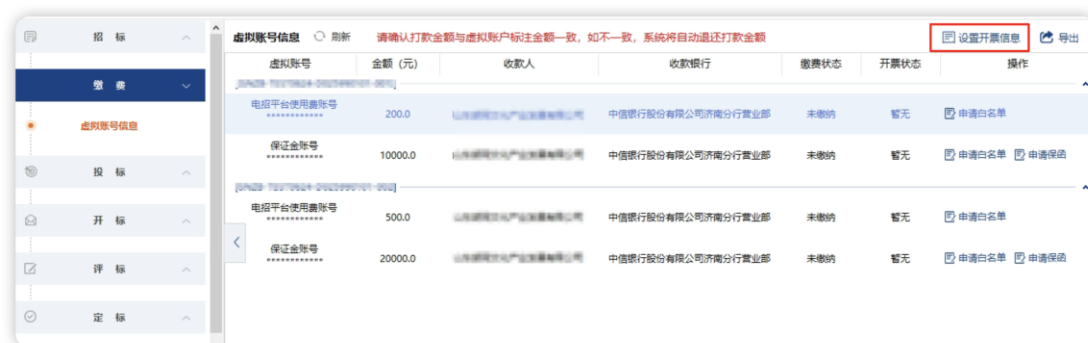 招 标
虚拟账号信息 刷新 请确认打款金额与虚拟账户标注金额一致，如不一致，系统将自动退还打款金额 设置开票信息 导出
虚拟账号 金额（元） 收款人 收款银行 缴费状态 开票状态 操作
缴 费
电招平台使用费账号
************ 200.0 中信银行股份有限公司济南分行营业部 未缴纳 暂无 申请白名单
虚拟账号信息
保证金账号
************ 10000.0 中信银行股份有限公司济南分行营业部 未缴纳 暂无 申请白名单 申请保函
投 标
电招平台使用费账号
************ 500.0 中信银行股份有限公司济南分行营业部 未缴纳 暂无 申请白名单
开 标
保证金账号
************ 20000.0 中信银行股份有限公司济南分行营业部 未缴纳 暂无 申请白名单 申请保函
评 标
定 标